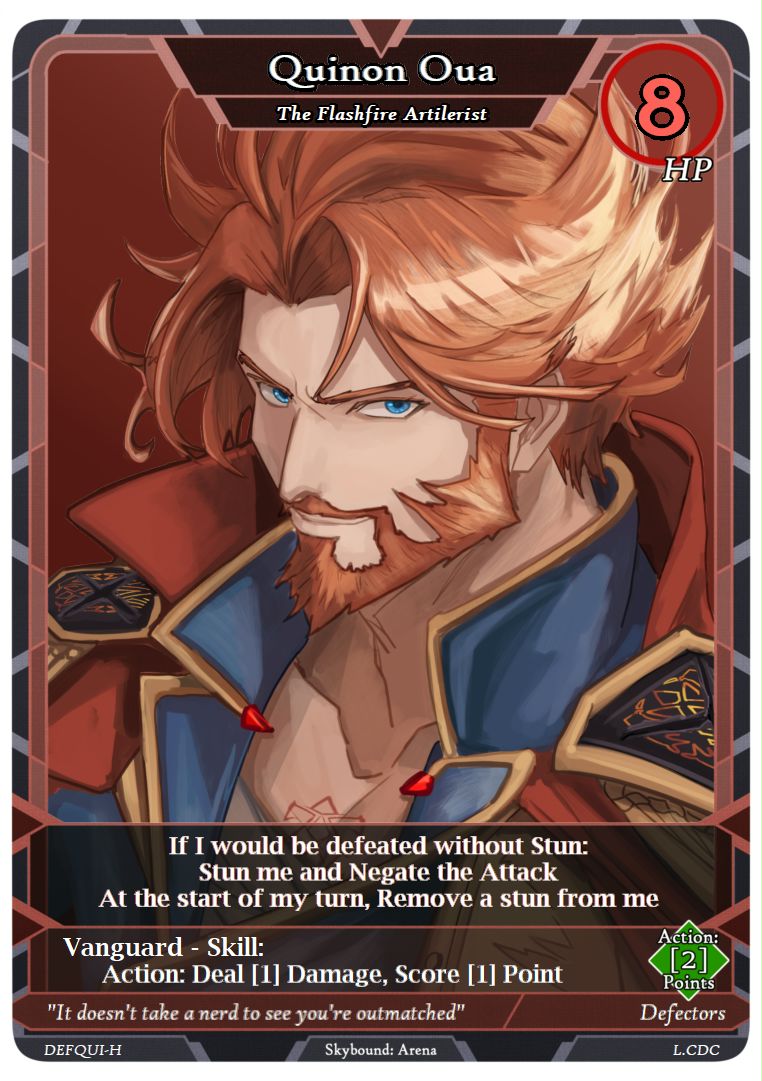 Quinon Oua
The Flashfire Artilerist
8
HP
If I would be defeated without Stun:
Stun me and Negate the Attack
At the start of my turn, Remove a stun from me
Vanguard - Skill:
Action: Deal [1] Damage, Score [1] Point
Action:
[2]
Points
"It doesn't take a nerd to see you're outmatched"
Defectors
DEFQUI-H
Skybound: Arena
L.CDC